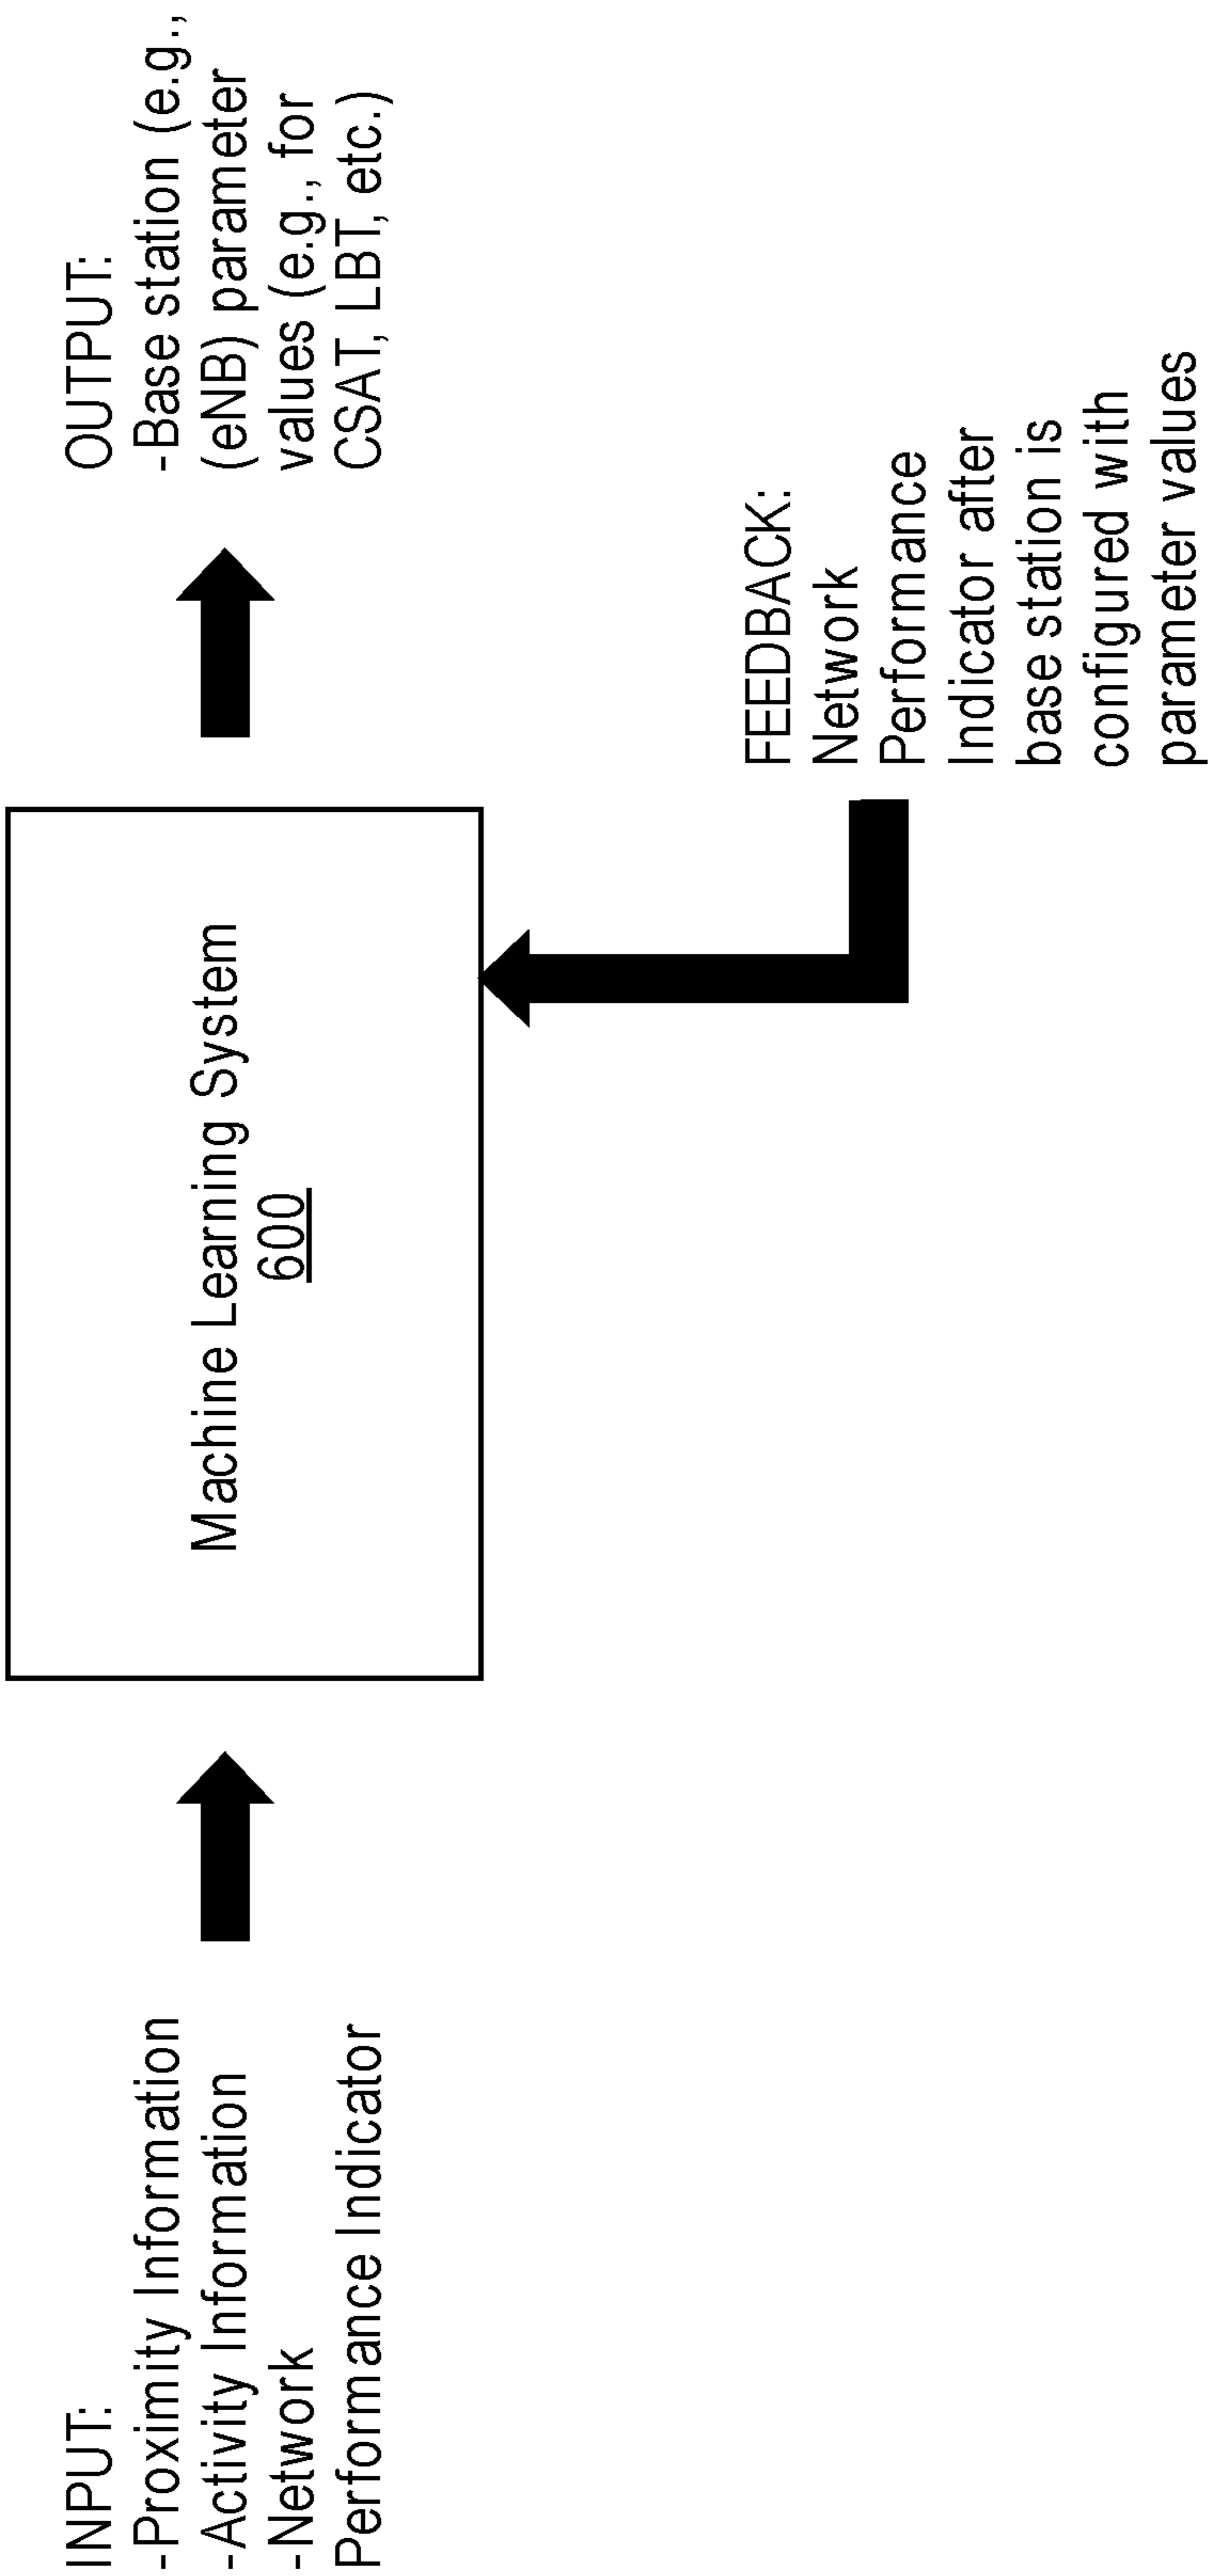 INPUT:
-Proximity Information
-Activity Information
-Network
Performance Indicator
Machine Learning System
600
OUTPUT:
-Base station (e.g.,
(eNB) parameter
values (e.g., for
CSAT, LBT, etc.)
FEEDBACK:
Network
Performance
Indicator after
base station is
configured with
parameter values